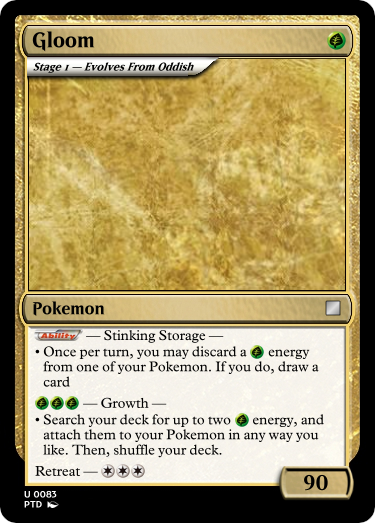 Gloom
Stage 1 — Evolves From Oddish
Pokemon
Ability — Stinking Storage —
• Once per turn, you may discard a energy
from one of your Pokemon. If you do, draw a
card
— Growth —
• Search your deck for up to two energy, and
attach them to your Pokemon in any way you
like. Then, shuffle your deck.
Retreat —
90
U 0083
PTD